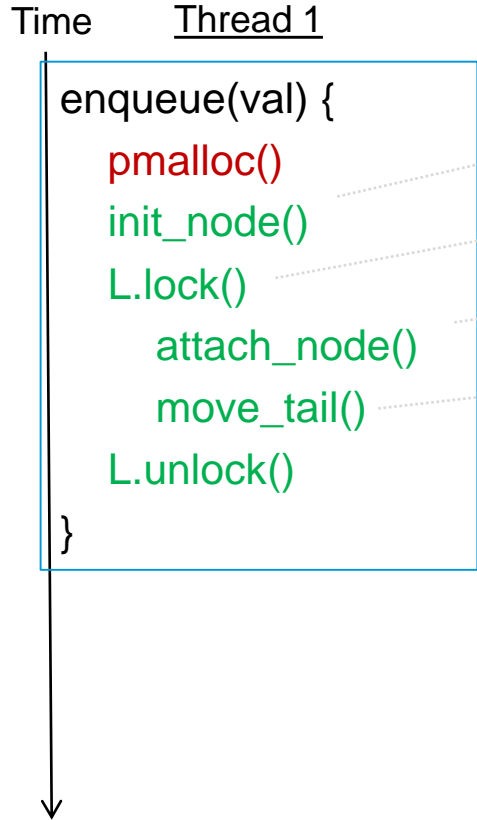 Time Thread 1
enqueue(val) {
pmalloc()
init_node()
L.lock()
attach_node()
move_tail()
L.unlock()
}